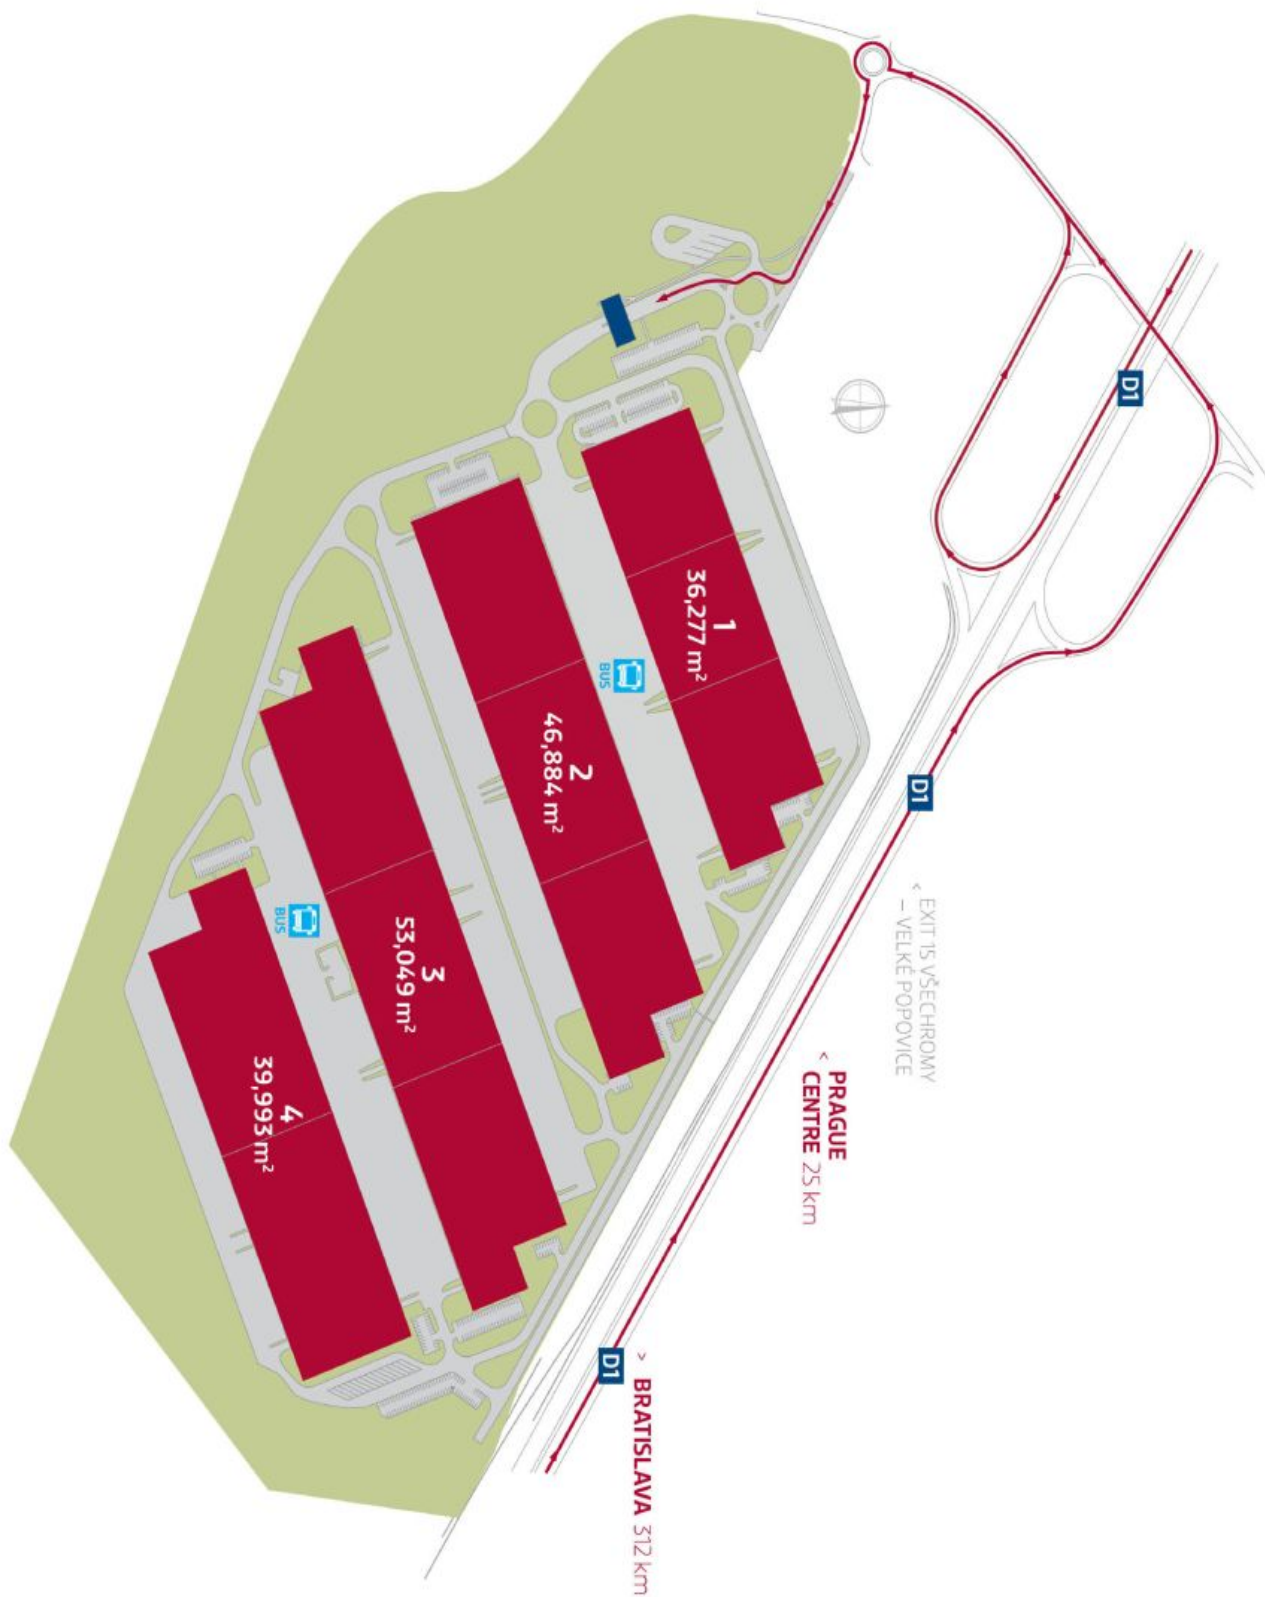 D1
D1
< EXIT 15 VŠECHROMY
– VELKÉ POPOVICE
< PRAGUE
CENTRE 25 km
D1
> BRATISLAVA 312 km
1
36,277 m²
BUS
2
46,884 m²
3
53,049 m²
BUS
4
39,993 m²